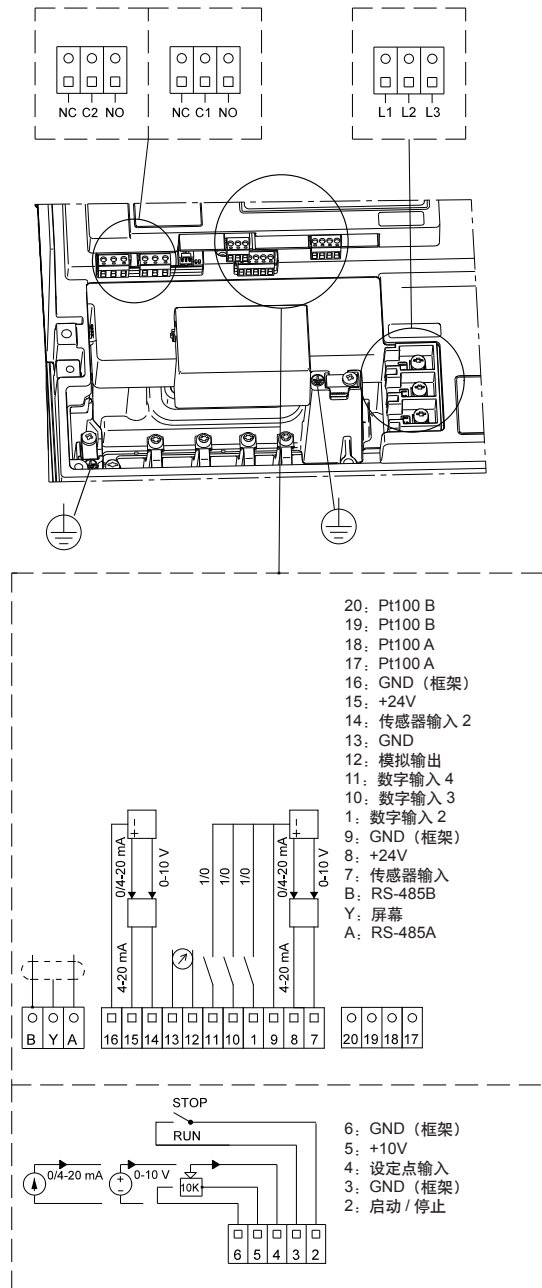 NC C2 NO
NC C1 NO
L1 L2 L3
20：Pt100 B
19：Pt100 B
18：Pt100 A
17：Pt100 A
16：GND（框架）
15：+24V
14：传感器输入 2
13：GND
12：模拟输出
11：数字输入 4
10：数字输入 3
1：数字输入 2
9：GND（框架）
8：+24V
7：传感器输入
B：RS-485B
Y：屏幕
A：RS-485A
+
-
0/4-20 mA
0-10 V
1/0
1/0
1/0
+
-
0/4-20 mA
0-10 V
4-20 mA
4-20 mA
B Y A
16 15 14 13 12 11 10 1 9 8 7
20 19 18 17
STOP
RUN
0/4-20 mA
+
-
0-10 V
10K
6 5 4 3 2
6：GND（框架）
5：+10V
4：设定点输入
3：GND（框架）
2：启动 / 停止